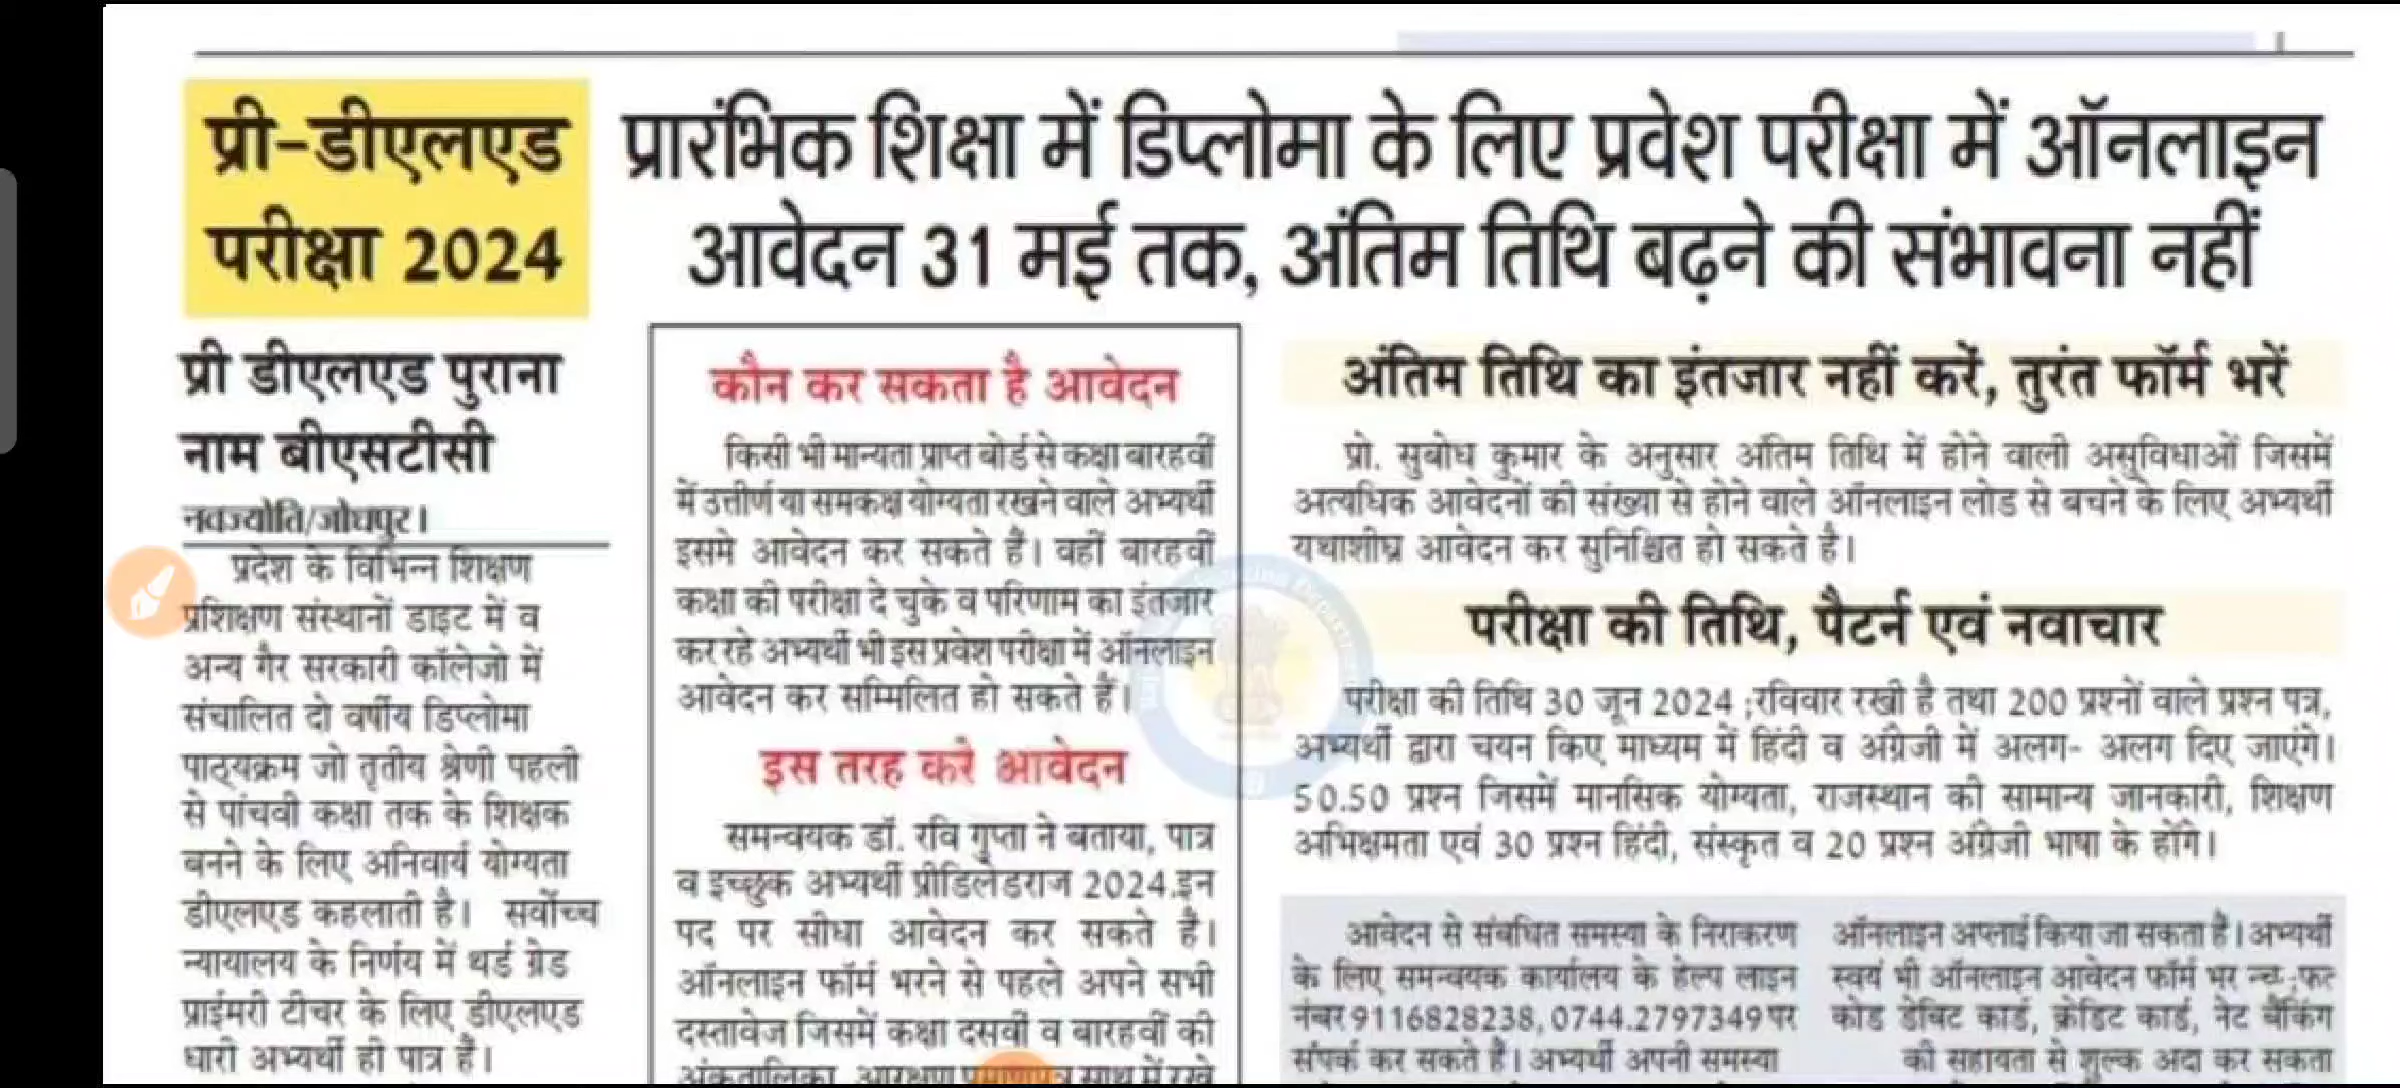 प्री-डीएलएड
परीक्षा 2024
प्रारंभिक शिक्षा में डिप्लोमा के लिए प्रवेश परीक्षा में ऑनलाइन
आवेदन 31 मई तक, अंतिम तिथि बढ़ने की संभावना नहीं
प्री डीएलएड पुराना
नाम बीएसटीसी
नवज्योति/जोधपुर।
प्रदेश के विभिन्न शिक्षण
प्रशिक्षण संस्थानों डाइट में व
अन्य गैर सरकारी कॉलेजो में
संचालित दो वर्षीय डिप्लोमा
पाठ्यक्रम जो तृतीय श्रेणी पहली
से पांचवी कक्षा तक के शिक्षक
बनने के लिए अनिवार्य योग्यता
डीएलएड कहलाती है। सर्वोच्च
न्यायालय के निर्णय में थर्ड ग्रेड
प्राईमरी टीचर के लिए डीएलएड
धारी अभ्यर्थी ही पात्र हैं।
कौन कर सकता है आवेदन
किसी भी मान्यता प्राप्त बोर्ड से कक्षा बारहवीं
में उत्तीर्ण या समकक्ष योग्यता रखने वाले अभ्यर्थी
इसमे आवेदन कर सकते हैं। वहीं बारहवीं
कक्षा की परीक्षा दे चुके व परिणाम का इंतजार
कर रहे अभ्यर्थी भी इस प्रवेश परीक्षा में ऑनलाइन
आवेदन कर सम्मिलित हो सकते हैं।
इस तरह करे आवेदन
समन्वयक डॉ. रवि गुप्ता ने बताया, पात्र
व इच्छुक अभ्यर्थी प्रीडिलेडराज 2024.इन
पद पर सीधा आवेदन कर सकते है।
ऑनलाइन फॉर्म भरने से पहले अपने सभी
दस्तावेज जिसमें कक्षा दसवीं व बारहवीं की
अंकतालिका, आरक्षण प्रमाणपत्र साथ में रखे
अंतिम तिथि का इंतजार नहीं करें, तुरंत फॉर्म भरें
प्रो. सुबोध कुमार के अनुसार अंतिम तिथि में होने वाली असुविधाओं जिसमें
अत्यधिक आवेदनों की संख्या से होने वाले ऑनलाइन लोड से बचने के लिए अभ्यर्थी
यथाशीघ्र आवेदन कर सुनिश्चित हो सकते है।
परीक्षा की तिथि, पैटर्न एवं नवाचार
परीक्षा की तिथि 30 जून 2024 ;रविवार रखी है तथा 200 प्रश्नों वाले प्रश्न पत्र,
अभ्यर्थी द्वारा चयन किए माध्यम में हिंदी व अंग्रेजी में अलग- अलग दिए जाएंगे।
50.50 प्रश्न जिसमें मानसिक योग्यता, राजस्थान की सामान्य जानकारी, शिक्षण
अभिक्षमता एवं 30 प्रश्न हिंदी, संस्कृत व 20 प्रश्न अंग्रेजी भाषा के होंगे।
आवेदन से संबंधित समस्या के निराकरण
के लिए समन्वयक कार्यालय के हेल्प लाइन
नंबर 9116828238, 0744.2797349 पर
संपर्क कर सकते हैं। अभ्यर्थी अपनी समस्या
ऑनलाइन अप्लाई किया जा सकता हैं। अभ्यर्थी
स्वयं भी ऑनलाइन आवेदन फॉर्म भर
कोड डेबिट कार्ड, क्रेडिट कार्ड, नेट बैंकिंग
की सहायता से शुल्क अदा कर सकता